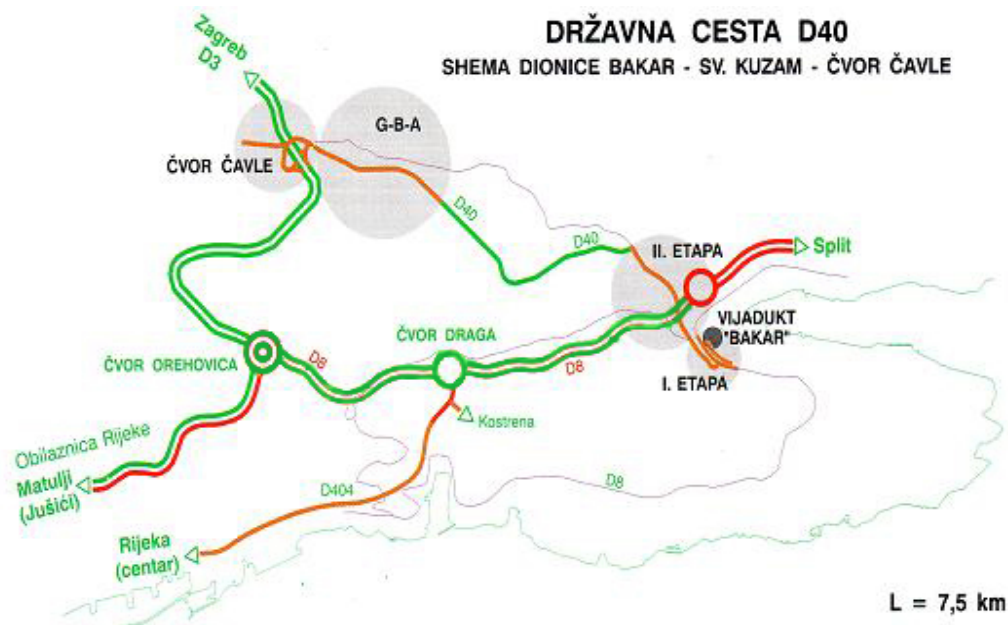 DRŽAVNA CESTA D40
SHEMA DIONICE BAKAR - SV. KUZAM - ČVOR ČAVLE
Zagreb
D3
G-B-A
ČVOR ČAVLE
D40
D40
II. ETAPA
Split
VIJADUKT
"BAKAR"
ČVOR DRAGA
ČVOR OREHOVICA
D8
D8
I. ETAPA
Kostrena
Obilaznica Rijeke
Matulji
(Jušići)
D404
D8
Rijeka
(centar)
L = 7,5 km